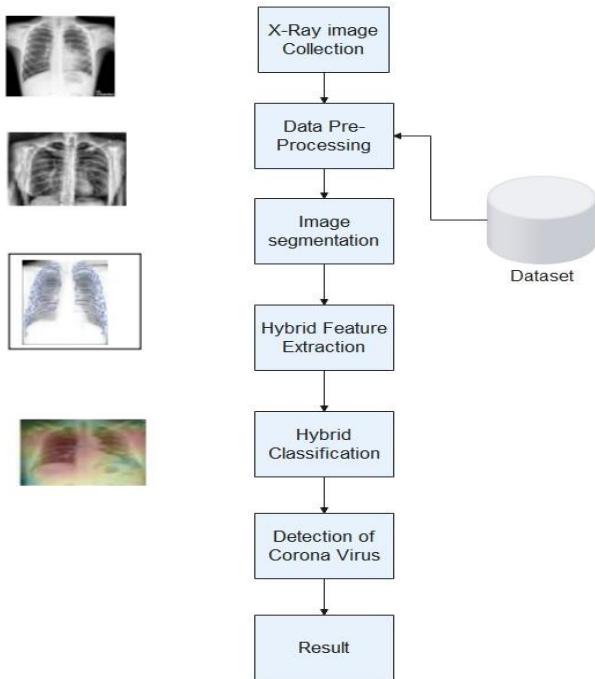 X-Ray image
Collection
Data Pre-
Processing
Image
segmentation
Dataset
Hybrid Feature
Extraction
Hybrid
Classification
Detection of
Corona Virus
Result